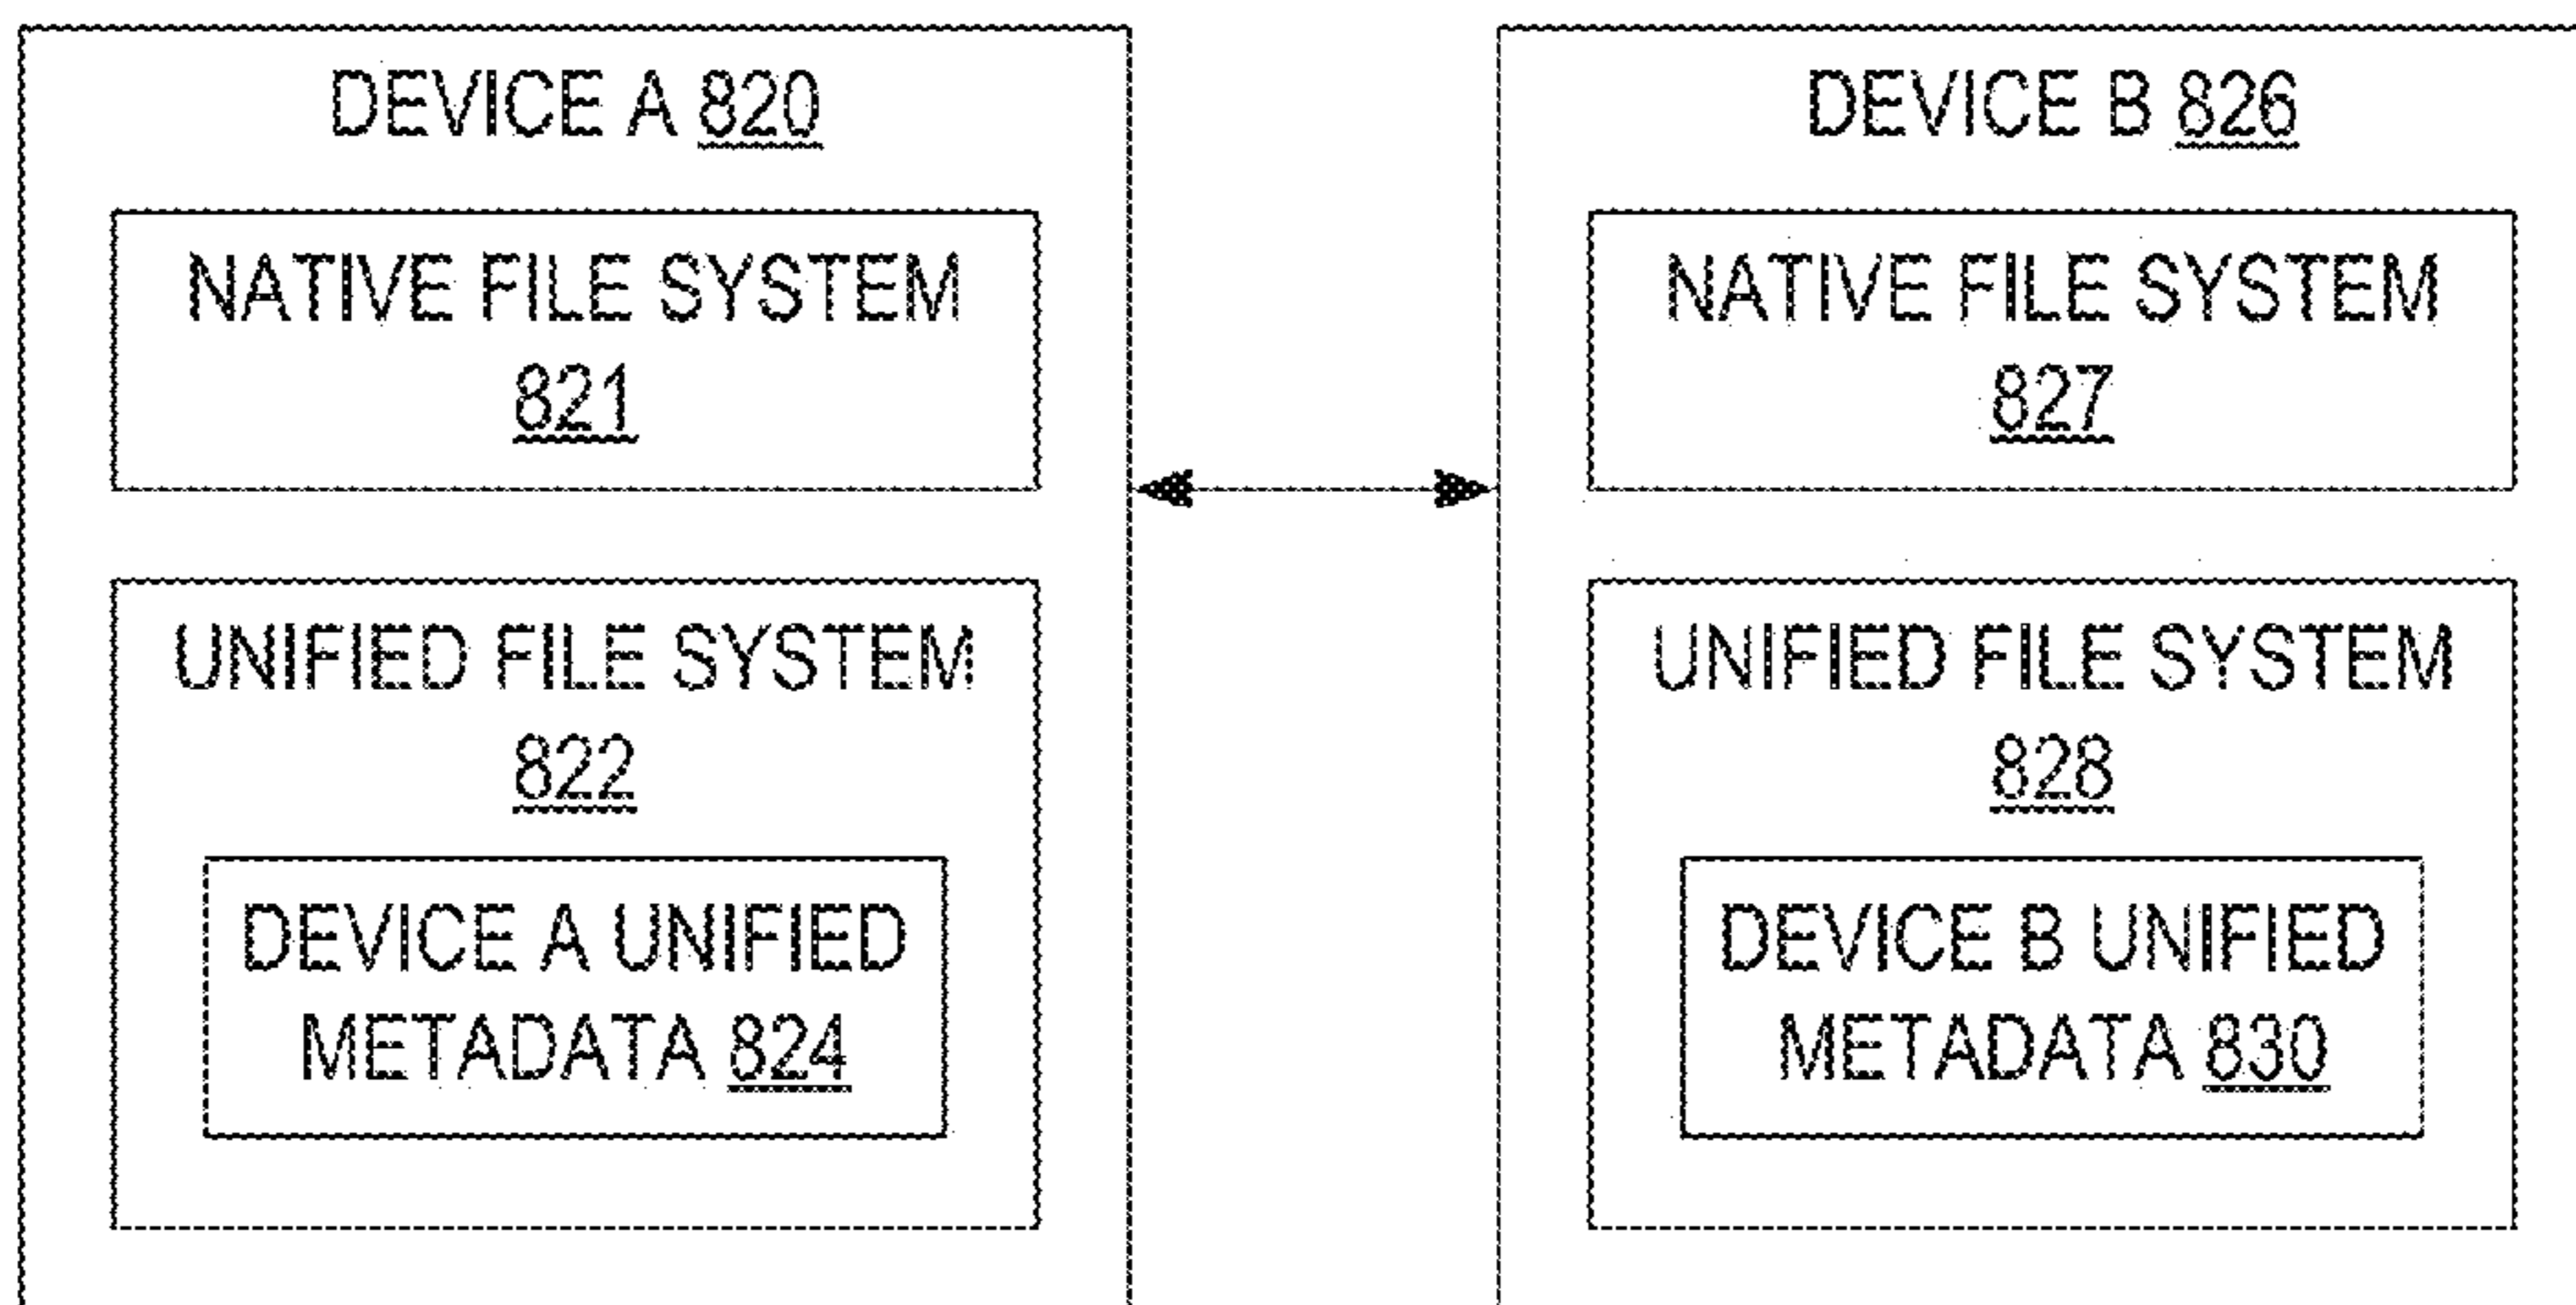 DEVICE A 820
NATIVE FILE SYSTEM
821
UNIFIED FILE SYSTEM
822
DEVICE A UNIFIED
METADATA 824
DEVICE B 826
NATIVE FILE SYSTEM
827
UNIFIED FILE SYSTEM
828
DEVICE B UNIFIED
METADATA 830